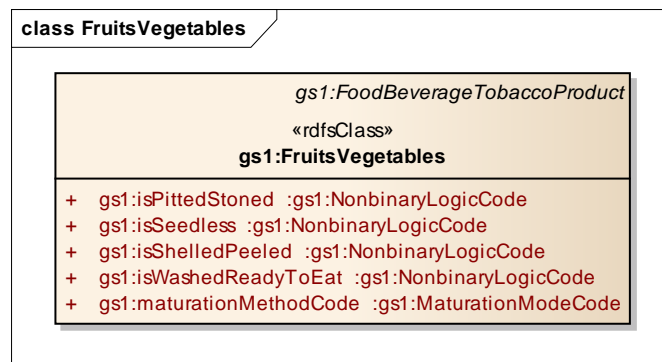 class FruitsVegetables
gs1:FoodBeverageTobaccoProduct
«rdfsClass»
gs1:FruitsVegetables
+ gs1:isPittedStoned :gs1:NonbinaryLogicCode
+ gs1:isSeedless :gs1:NonbinaryLogicCode
+ gs1:isShelledPeeled :gs1:NonbinaryLogicCode
+ gs1:isWashedReadyToEat :gs1:NonbinaryLogicCode
+ gs1:maturationMethodCode :gs1:MaturationModeCode